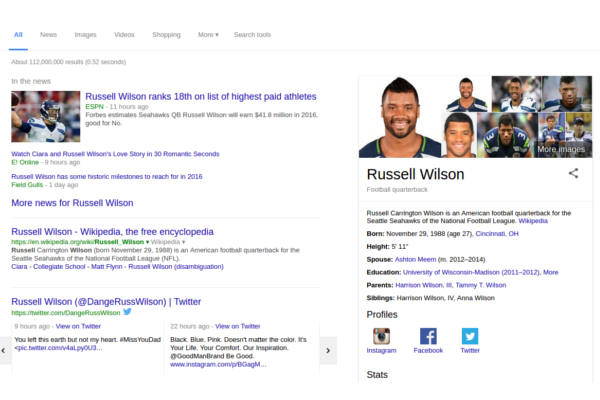 All News Images Videos Shopping More ▾ Search tools
About 112,000,000 results (0.52 seconds)
In the news
Russell Wilson ranks 18th on list of highest paid athletes
ESPN - 11 hours ago
Forbes estimates Seahawks QB Russell Wilson will earn $41.8 million in 2016,
good for No.
Watch Ciara and Russell Wilson's Love Story in 30 Romantic Seconds
E! Online - 9 hours ago
Russell Wilson has some historic milestones to reach for in 2016
Field Gulls - 1 day ago
More news for Russell Wilson
Russell Wilson - Wikipedia, the free encyclopedia
https://en.wikipedia.org/wiki/Russell_Wilson ▾ Wikipedia ▾
Russell Carrington Wilson (born November 29, 1988) is an American football quarterback for the
Seattle Seahawks of the National Football League (NFL).
Ciara - Collegiate School - Matt Flynn - Russell Wilson (disambiguation)
Russell Wilson (@DangeRussWilson) | Twitter
https://twitter.com/DangeRussWilson
9 hours ago - View on Twitter
You left this earth but not my heart. #MissYouDad
<pic.twitter.com/v4aLpy0U3…
22 hours ago - View on Twitter
Black. Blue. Pink. Doesn't matter the color. It's
Your Life. Your Comfort. Our Inspiration.
@GoodManBrand Be Good.
www.instagram.com/p/BGagM…
More images
Russell Wilson
Football quarterback
Russell Carrington Wilson is an American football quarterback for the
Seattle Seahawks of the National Football League. Wikipedia
Born: November 29, 1988 (age 27), Cincinnati, OH
Height: 5' 11"
Spouse: Ashton Meem (m. 2012–2014)
Education: University of Wisconsin-Madison (2011–2012), More
Parents: Harrison Wilson, III, Tammy T. Wilson
Siblings: Harrison Wilson, IV, Anna Wilson
Profiles
Instagram Facebook Twitter
Stats